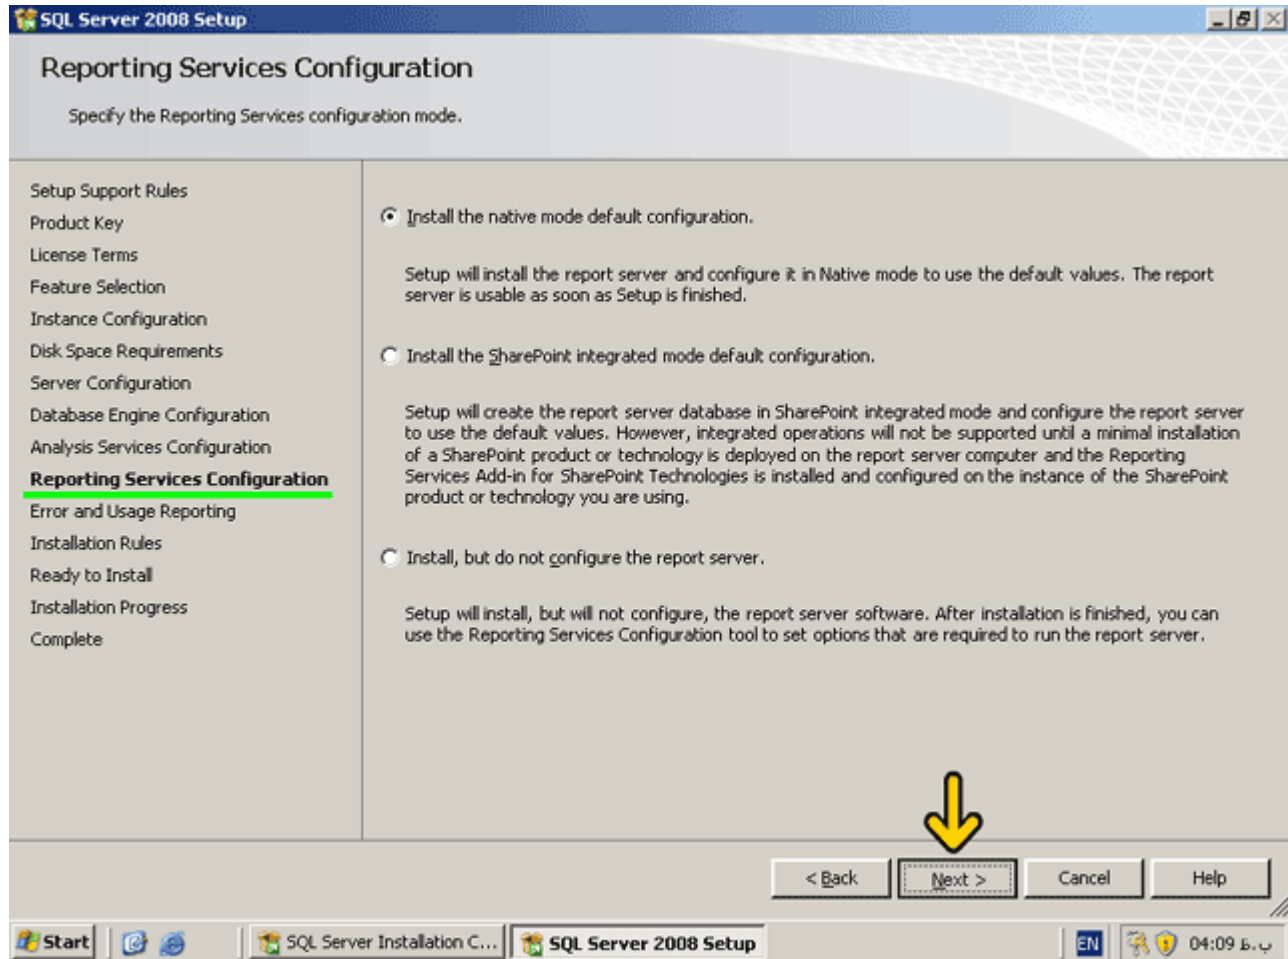 SQL Server 2008 Setup
Reporting Services Configuration
Specify the Reporting Services configuration mode.
Setup Support Rules
Product Key
License Terms
Feature Selection
Instance Configuration
Disk Space Requirements
Server Configuration
Database Engine Configuration
Analysis Services Configuration
Reporting Services Configuration
Error and Usage Reporting
Installation Rules
Ready to Install
Installation Progress
Complete
Install the native mode default configuration.
Setup will install the report server and configure it in Native mode to use the default values. The report
server is usable as soon as Setup is finished.
Install the SharePoint integrated mode default configuration.
Setup will create the report server database in SharePoint integrated mode and configure the report server
to use the default values. However, integrated operations will not be supported until a minimal installation
of a SharePoint product or technology is deployed on the report server computer and the Reporting
Services Add-in for SharePoint Technologies is installed and configured on the instance of the SharePoint
product or technology you are using.
Install, but do not configure the report server.
Setup will install, but will not configure, the report server software. After installation is finished, you can
use the Reporting Services Configuration tool to set options that are required to run the report server.
< Back
Next >
Cancel
Help
Start
SQL Server Installation C...
SQL Server 2008 Setup
EN
04:09 ب.ظ